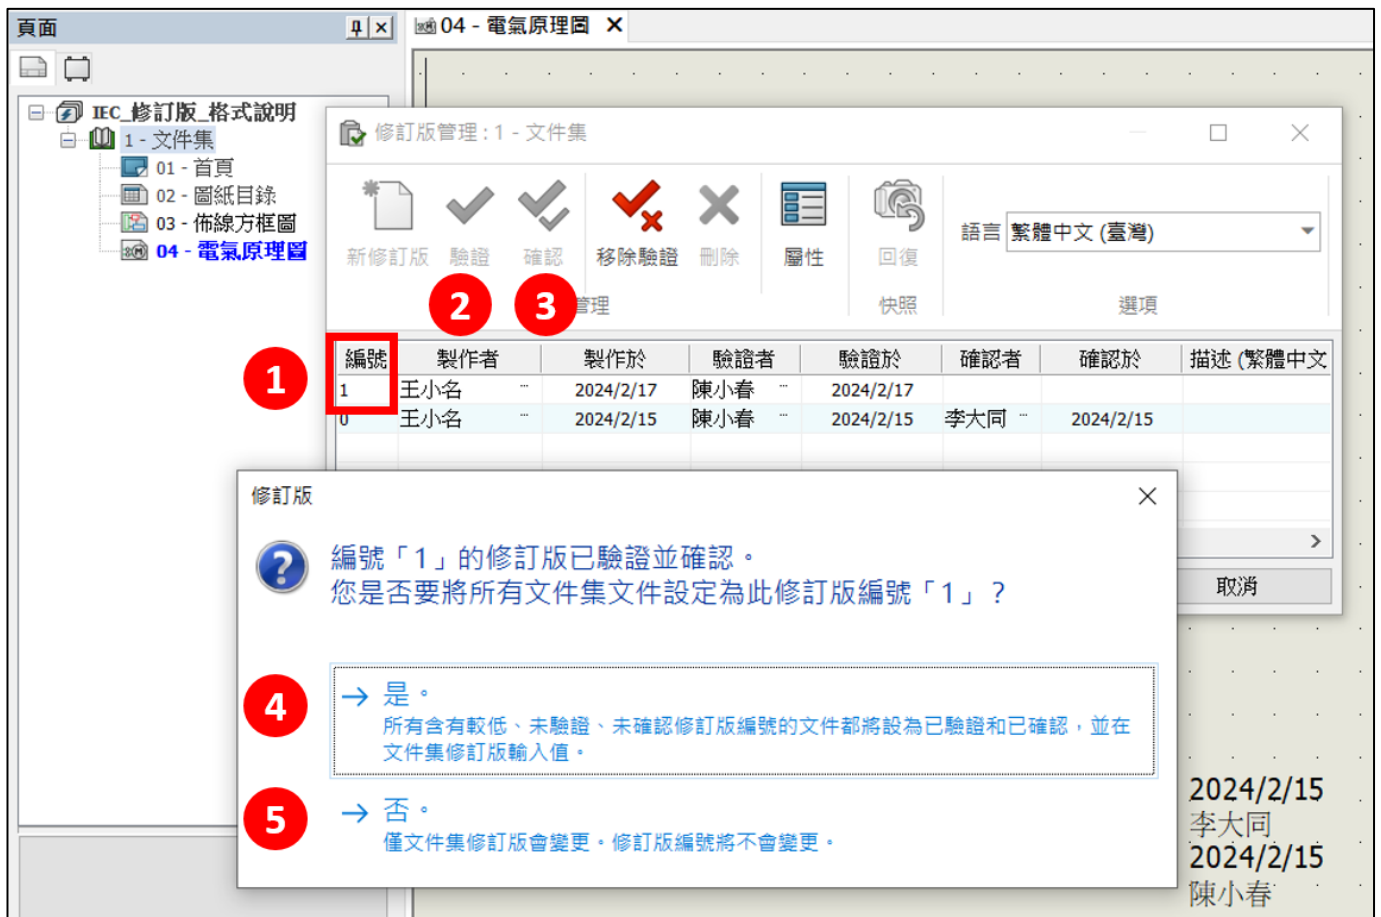 頁面
04 - 電氣原理圖
IEC_修訂版_格式說明
1 - 文件集
01 - 首頁
02 - 圖紙目錄
03 - 佈線方框圖
04 - 電氣原理圖
修訂版管理 : 1 - 文件集
新修訂版 驗證 確認 移除驗證 刪除 屬性 回復
語言 繁體中文 (臺灣)
管理 快照 選項
2 3
1
編號 製作者 製作於 驗證者 驗證於 確認者 確認於 描述 (繁體中文
1 王小名 ... 2024/2/17 陳小春 ... 2024/2/17
0 王小名 ... 2024/2/15 陳小春 ... 2024/2/15 李大同 ... 2024/2/15
取消
修訂版
編號「1」的修訂版已驗證並確認。
您是否要將所有文件集文件設定為此修訂版編號「1」?
4
是。
所有含有較低、未驗證、未確認修訂版編號的文件都將設為已驗證和已確認,並在
文件集修訂版輸入值。
5
否。
僅文件集修訂版會變更。修訂版編號將不會變更。
2024/2/15
李大同
2024/2/15
陳小春